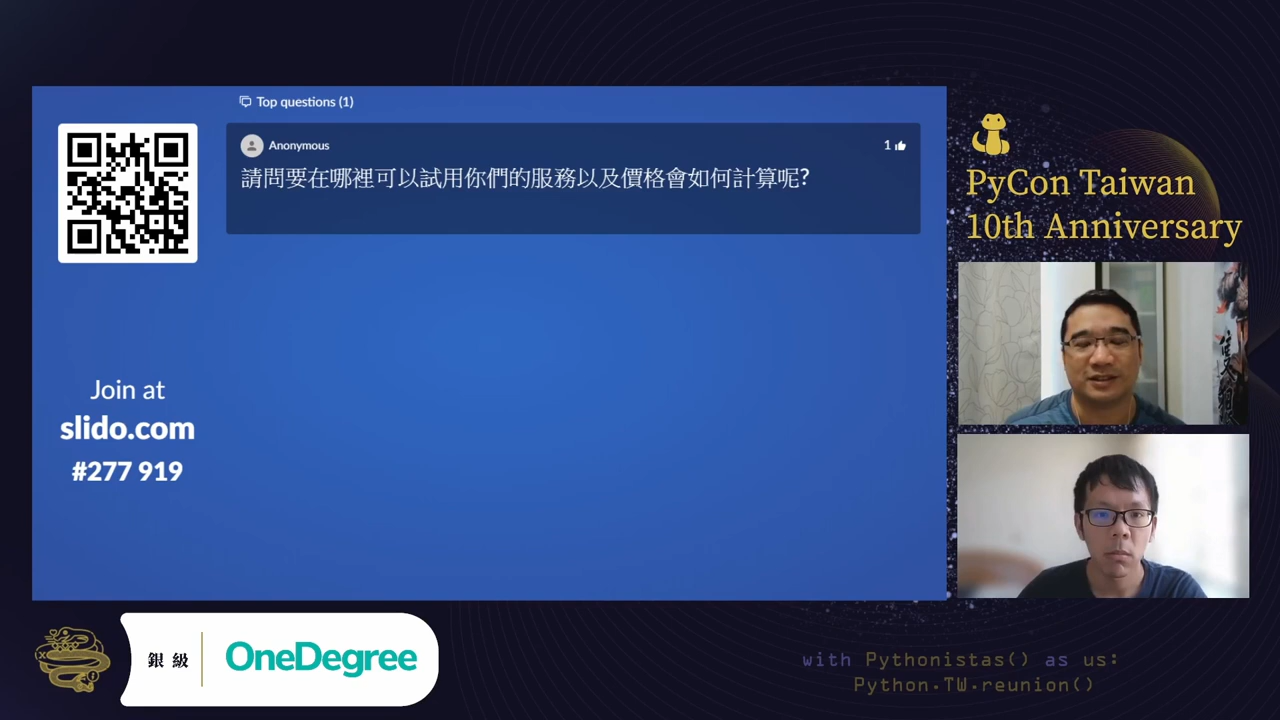 Top questions (1)
Anonymous
1
請問要在哪裡可以試用你們的服務以及價格會如何計算呢?
Join at
slido.com
#277 919
PyCon Taiwan
10th Anniversary
銀級
OneDegree
with Pythonistas() as us:
Python.TW.reunion()